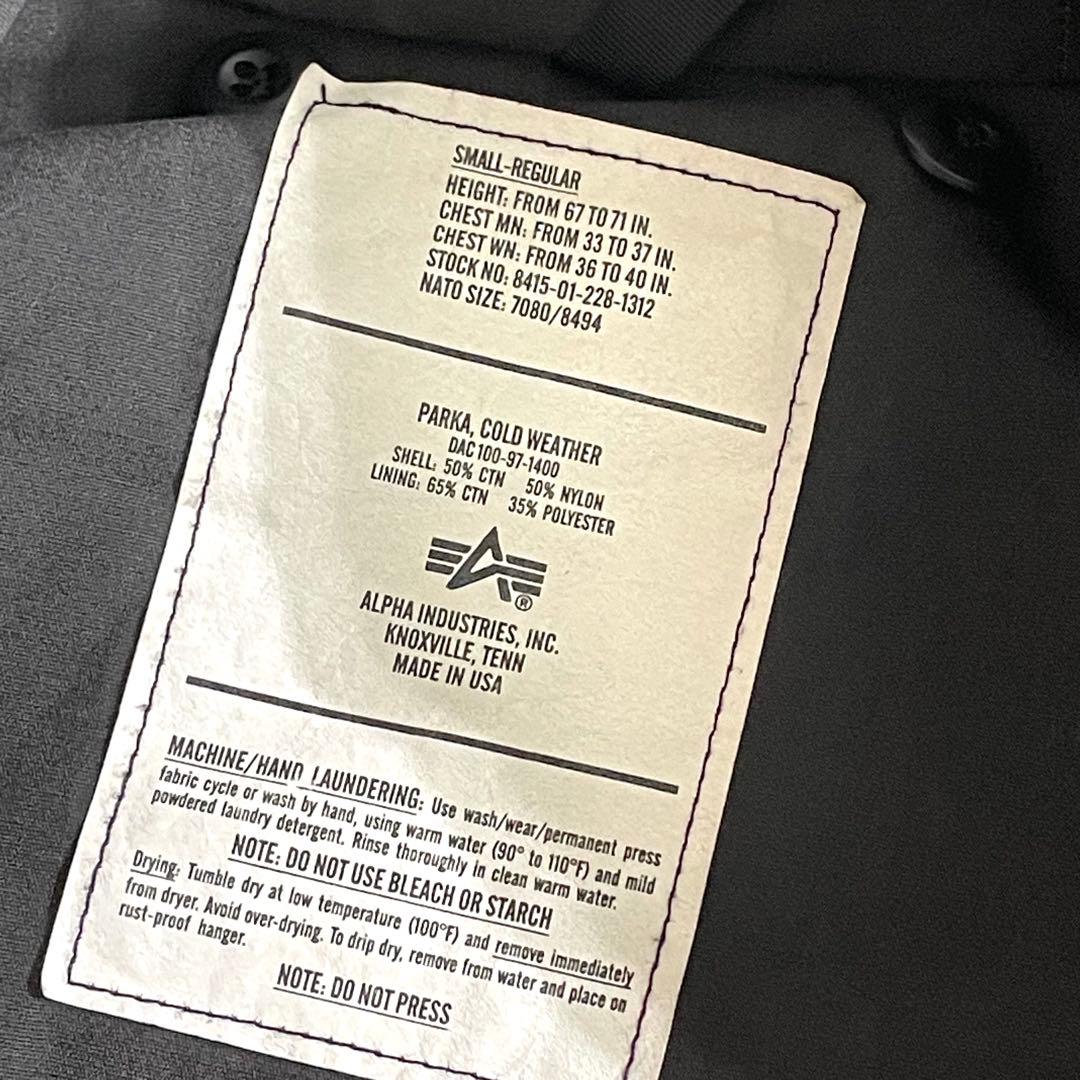 SMALL-REGULAR
HEIGHT: FROM 67 TO 71 IN.
CHEST MN: FROM 33 TO 37 IN.
CHEST WN: FROM 36 TO 40 IN.
STOCK NO: 8415-01-228-1312
NATO SIZE: 7080/8494
PARKA, COLD WEATHER
DAC100-97-1400
SHELL: 50% CTN 50% NYLON
LINING: 65% CTN 35% POLYESTER
®
ALPHA INDUSTRIES, INC.
KNOXVILLE, TENN
MADE IN USA
MACHINE/HAND LAUNDERING: Use wash/wear/permanent press
fabric cycle or wash by hand, using warm water (90° to 110°F) and mild
powdered laundry detergent. Rinse thoroughly in clean warm water.
NOTE: DO NOT USE BLEACH OR STARCH
Drying: Tumble dry at low temperature (100°F) and remove immediately
from dryer. Avoid over-drying. To drip dry, remove from water and place on
rust-proof hanger.
NOTE: DO NOT PRESS